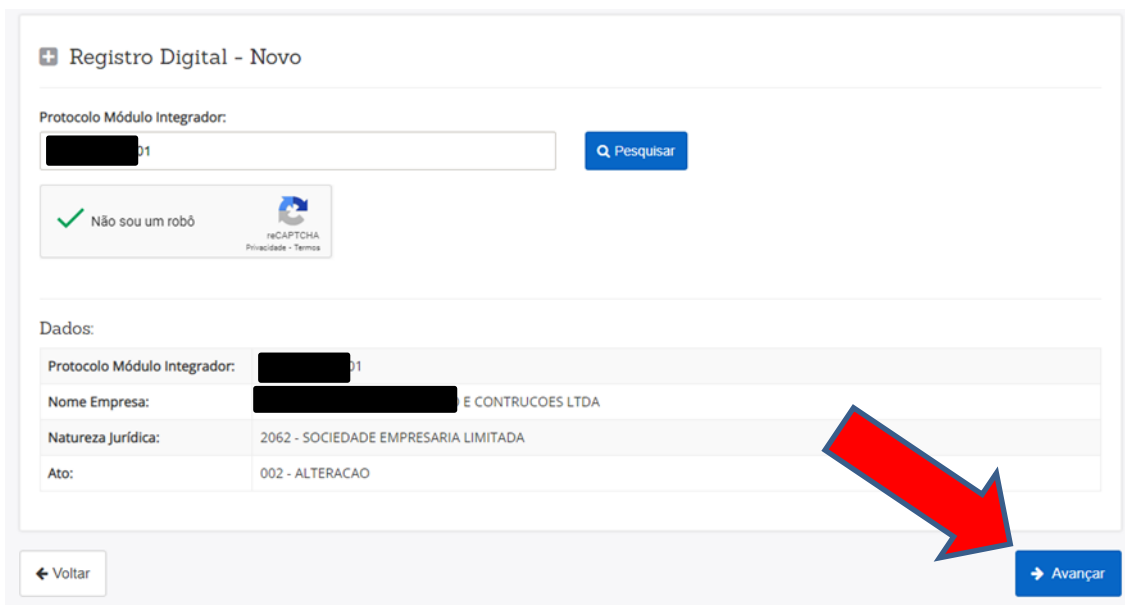 Registro Digital - Novo
Protocolo Módulo Integrador:
01
Pesquisar
Não sou um robô
reCAPTCHA
Privacidade - Termos
Dados:
Protocolo Módulo Integrador: 01
Nome Empresa: E CONTRUCOES LTDA
Natureza Jurídica: 2062 - SOCIEDADE EMPRESARIA LIMITADA
Ato: 002 - ALTERACAO
Voltar
Avançar